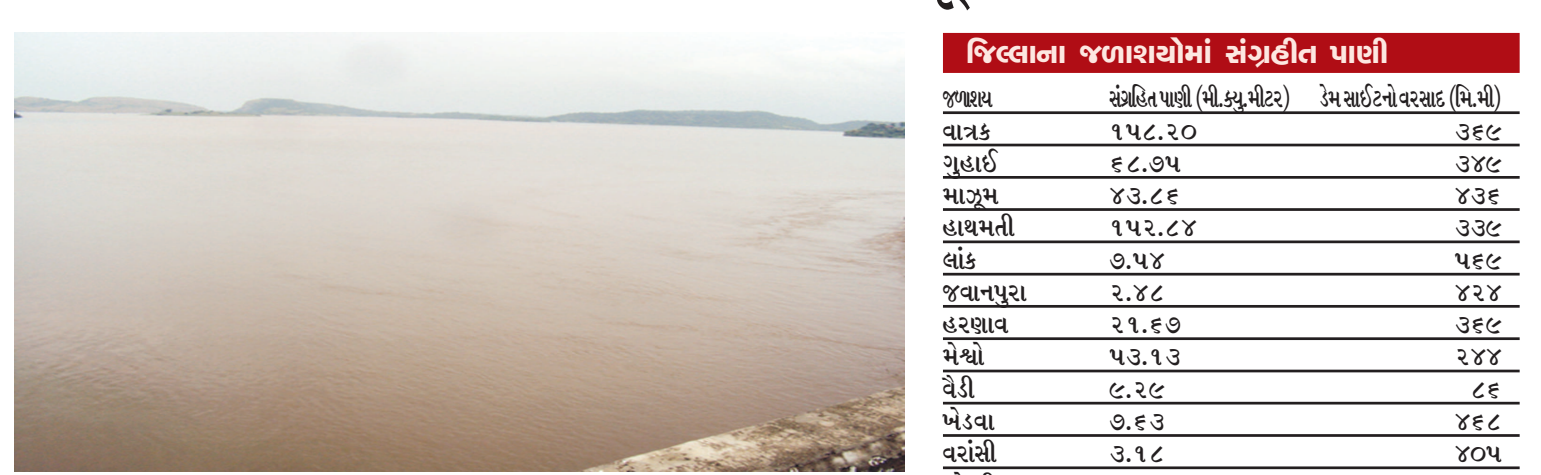 જિલ્લાના જળાશયોમાં સંગ્રહીત પાણી
જળાશય સંગ્રહિત પાણી (મી.ક્યુ.મીટર) ડેમ સાઈટનો વરસાદ (મિ.મી)
વાત્રક ૧૫૮.૨૦ ૩૬૯
ગુહાઈ ૬૮.૭૫ ૩૪૯
માઝૂમ ૪૩.૮૬ ૪૩૬
હાથમતી ૧૫૨.૮૪ ૩૩૯
લાંક ૭.૫૪ ૫૬૯
જવાનપુરા ૨.૪૮ ૪૨૪
હરણાવ ૨૧.૬૭ ૩૬૯
મેશ્વો ૫૩.૧૩ ૨૪૪
વૈડી ૯.૨૯ ૮૬
ખેડવા ૭.૬૩ ૪૬૮
વરાંસી ૩.૧૮ ૪૦૫